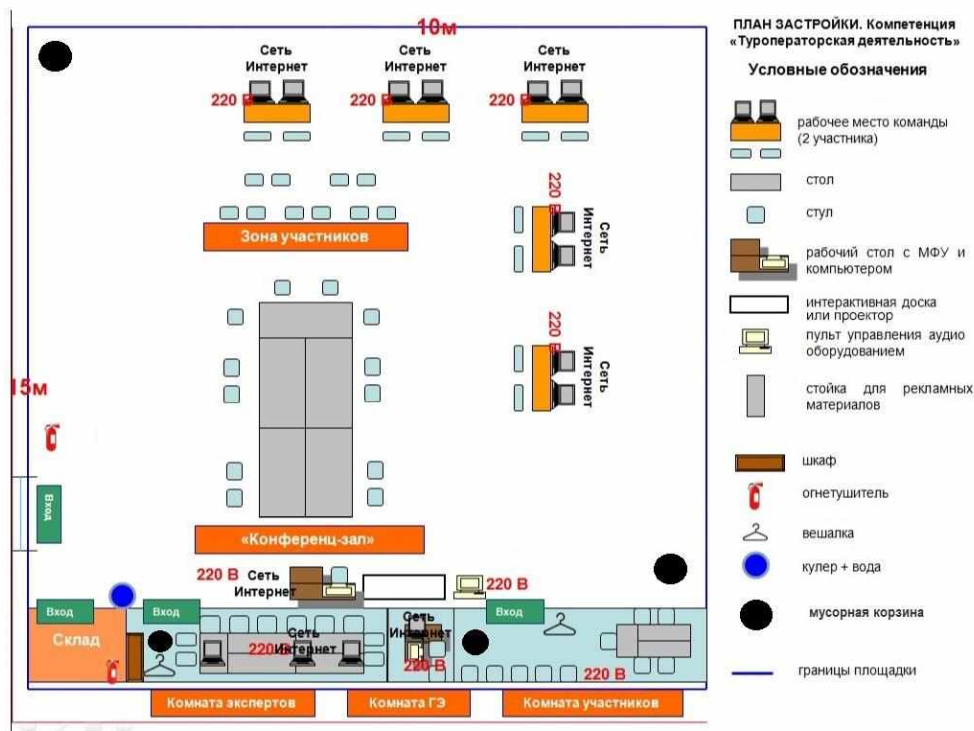 10м
ПЛАН ЗАСТРОЙКИ. Компетенция
«Туроператорская деятельность»
Условные обозначения
Сеть
Интернет
Сеть
Интернет
Сеть
Интернет
220 В
220 В
220 В
рабочее место команды
(2 участника)
стол
стул
220 В
Сеть
Интернет
Зона участников
рабочий стол с МФУ и
компьютером
интерактивная доска
или проектор
пульт управления аудио
оборудованием
220 В
Сеть
Интернет
15м
стойка для рекламных
материалов
шкаф
огнетушитель
Вход
вешалка
«Конференц-зал»
кулер + вода
220 В
Сеть
Интернет
220 В
мусорная корзина
Вход
Вход
Вход
Склад
Сеть
Интернет
220 В
Сеть
Интернет
220 В
220 В
границы площадки
Комната экспертов
Комната ГЭ
Комната участников